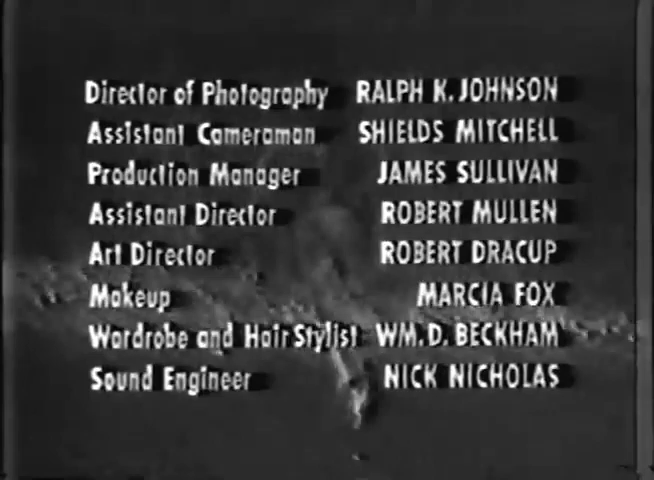 Director of Photography RALPH K. JOHNSON
Assistant Cameraman SHIELDS MITCHELL
Production Manager JAMES SULLIVAN
Assistant Director ROBERT MULLEN
Art Director ROBERT DRACUP
Makeup MARCIA FOX
Wardrobe and Hair Stylist WM. D. BECKHAM
Sound Engineer NICK NICHOLAS